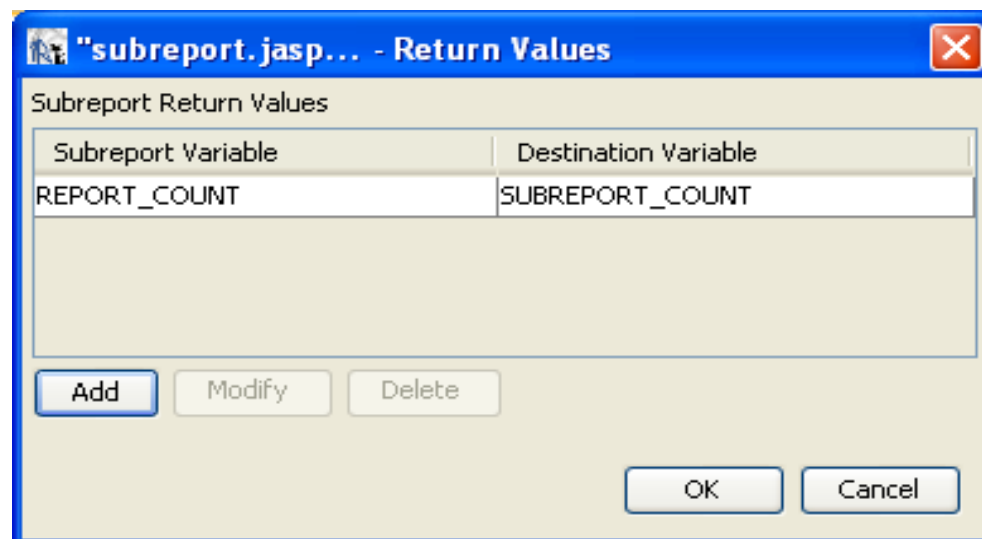 "subreport.jasp... - Return Values
Subreport Return Values
Subreport Variable Destination Variable
REPORT_COUNT SUBREPORT_COUNT
Add Modify Delete
OK Cancel